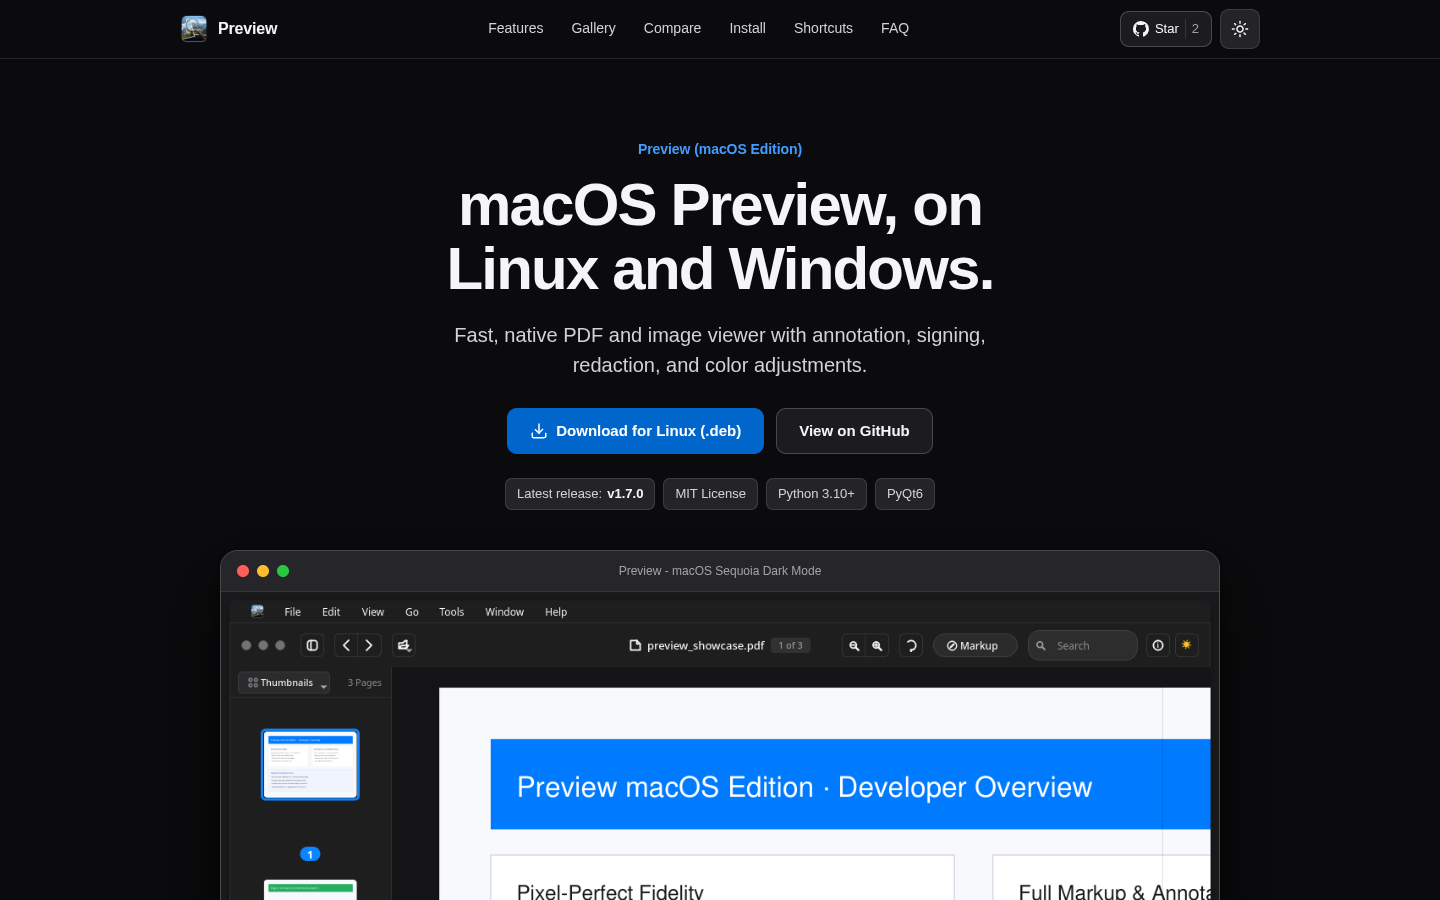 Preview
Features
Gallery
Compare
Install
Shortcuts
FAQ
Star 2
Preview (macOS Edition)
macOS Preview, on
Linux and Windows.
Fast, native PDF and image viewer with annotation, signing,
redaction, and color adjustments.
Download for Linux (.deb)
View on GitHub
Latest release: v1.7.0
MIT License
Python 3.10+
PyQt6
Preview - macOS Sequoia Dark Mode
File Edit View Go Tools Window Help
preview_showcase.pdf 1 of 3
Markup
Search
Thumbnails 3 Pages
Preview macOS Edition · Developer Overview
1
Pixel-Perfect Fidelity
Full Markup & Annota